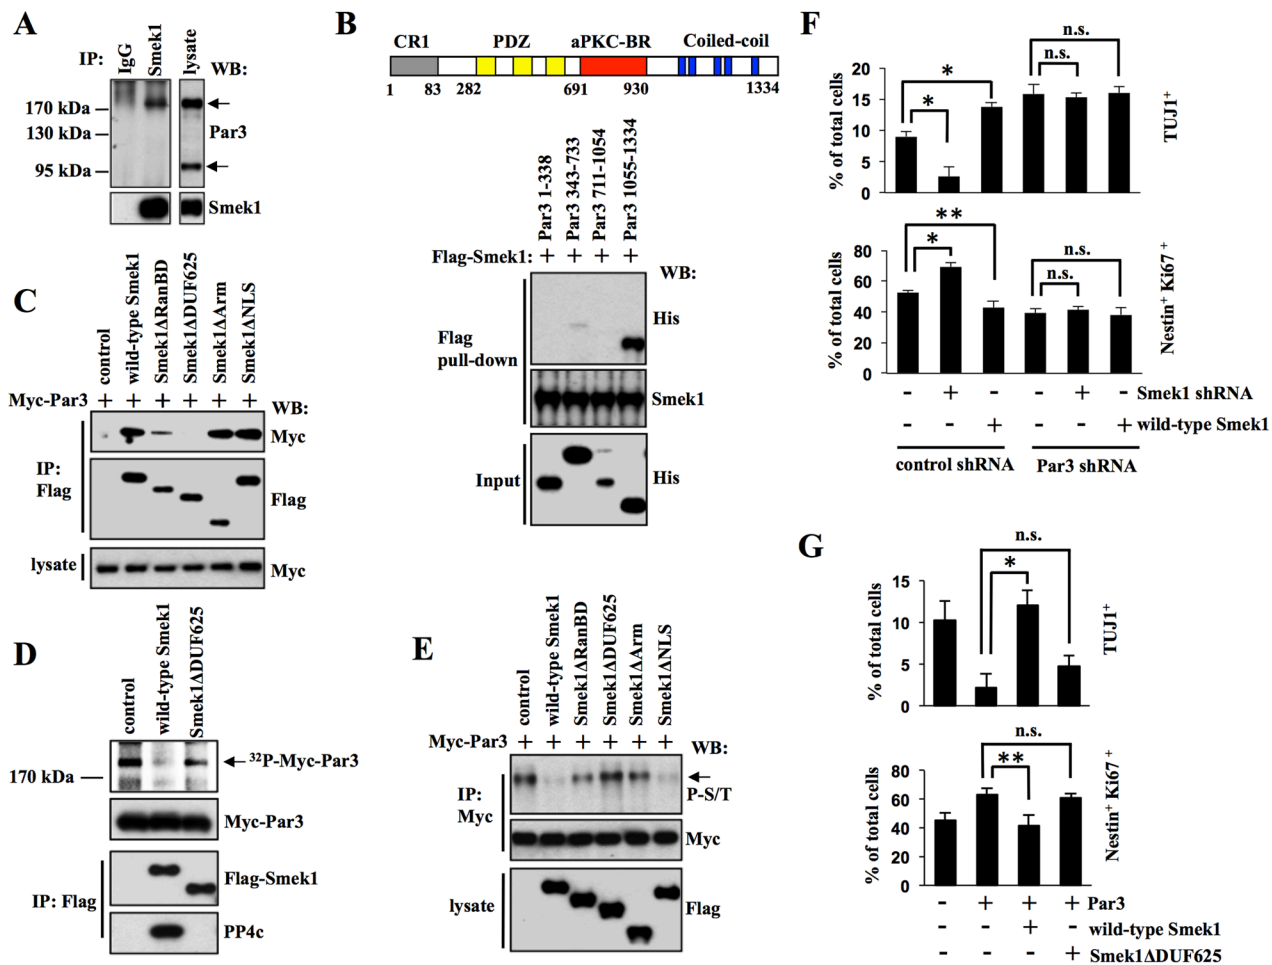 A
IP:
IgG
Smek1
lysate
WB:
170 kDa
130 kDa
95 kDa
Par3
Smek1
B
CR1
PDZ
aPKC-BR
Coiled-coil
1
83
282
691
930
1334
Par3 1-338
Par3 343-733
Par3 711-1054
Par3 1055-1334
Flag-Smek1: + + + +
WB:
Flag
pull-down
His
Smek1
Input
His
C
control
wild-type Smek1
Smek1ΔRanBD
Smek1ΔDUF625
Smek1ΔArm
Smek1ΔNLS
Myc-Par3 + + + + + +
WB:
IP:
Flag
Myc
Flag
lysate
Myc
D
control
wild-type Smek1
Smek1ΔDUF625
170 kDa
³²P-Myc-Par3
Myc-Par3
IP: Flag
Flag-Smek1
PP4c
E
control
wild-type Smek1
Smek1ΔRanBD
Smek1ΔDUF625
Smek1ΔArm
Smek1ΔNLS
Myc-Par3 + + + + + +
WB:
IP:
Myc
P-S/T
Myc
lysate
Flag
F
% of total cells
20
15
10
5
0
*
*
n.s.
n.s.
TUJ1⁺
% of total cells
80
60
40
20
0
**
*
n.s.
n.s.
Nestin⁺ Ki67⁺
- + - - + - Smek1 shRNA
- - + - - + wild-type Smek1
control shRNA
Par3 shRNA
G
% of total cells
15
10
5
0
n.s.
*
TUJ1⁺
% of total cells
80
60
40
20
0
n.s.
**
Nestin⁺ Ki67⁺
- + + + Par3
- - + - wild-type Smek1
- - - + Smek1ΔDUF625